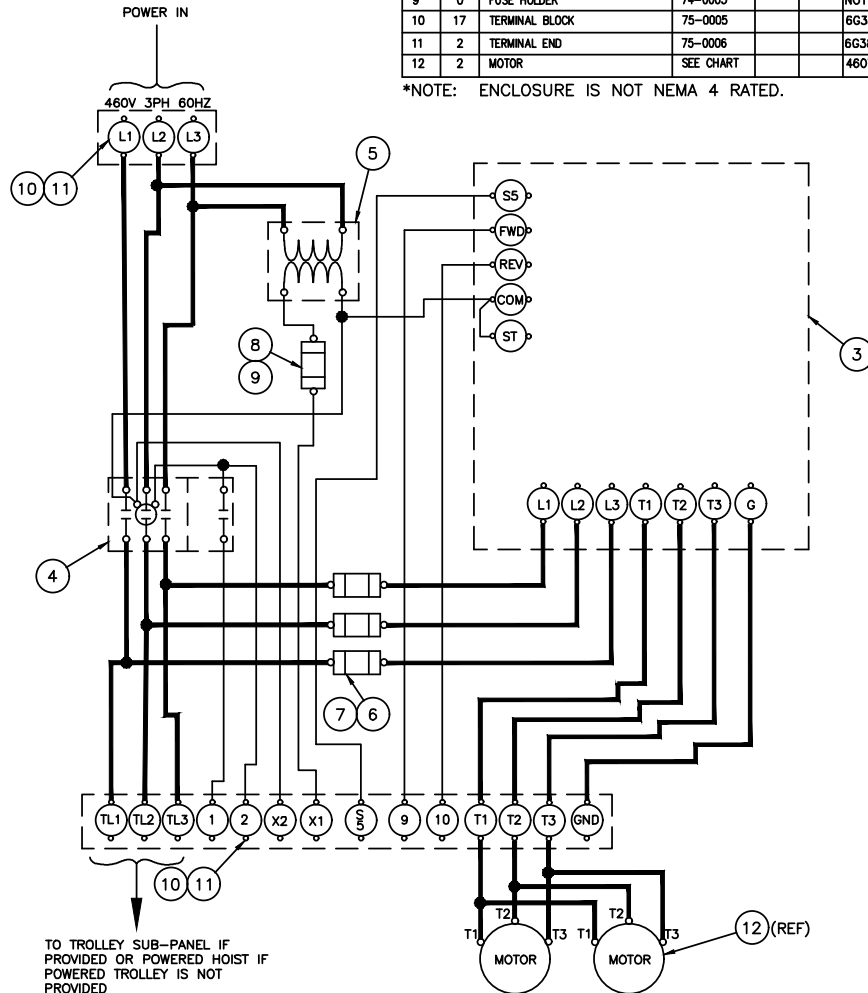 POWER IN
9 0 FUSE HOLDER 74-0005
10 17 TERMINAL BLOCK 75-0005 6G3
11 2 TERMINAL END 75-0006
12 2 MOTOR SEE CHART 460
*NOTE: ENCLOSURE IS NOT NEMA 4 RATED.
460V 3PH 60HZ
L1 L2 L3
10 11
5
S5
FWD
REV
COM
ST
8
9
3
L1 L2 L3 T1 T2 T3 G
4
7 6
TL1 TL2 TL3 1 2 X2 X1 S5 9 10 T1 T2 T3 GND
10 11
TO TROLLEY SUB-PANEL IF
PROVIDED OR POWERED HOIST IF
POWERED TROLLEY IS NOT
PROVIDED
T1 T2 T3 T1 T2 T3
MOTOR MOTOR
12 (REF)